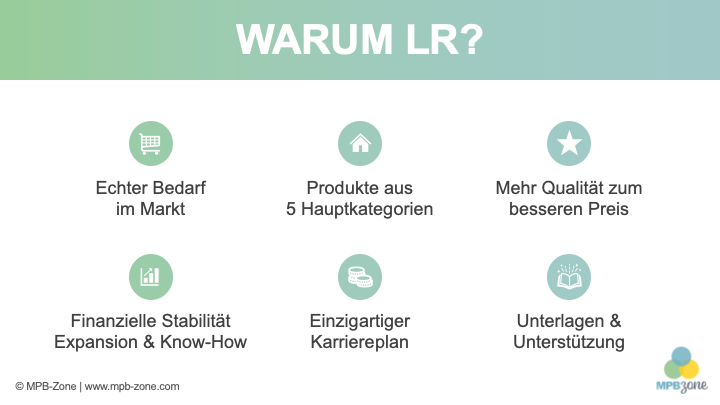 WARUM LR?
Echter Bedarf
im Markt
Produkte aus
5 Hauptkategorien
Mehr Qualität zum
besseren Preis
Finanzielle Stabilität
Expansion & Know-How
Einzigartiger
Karriereplan
Unterlagen &
Unterstützung
© MPB-Zone | www.mpb-zone.com
MPBzone